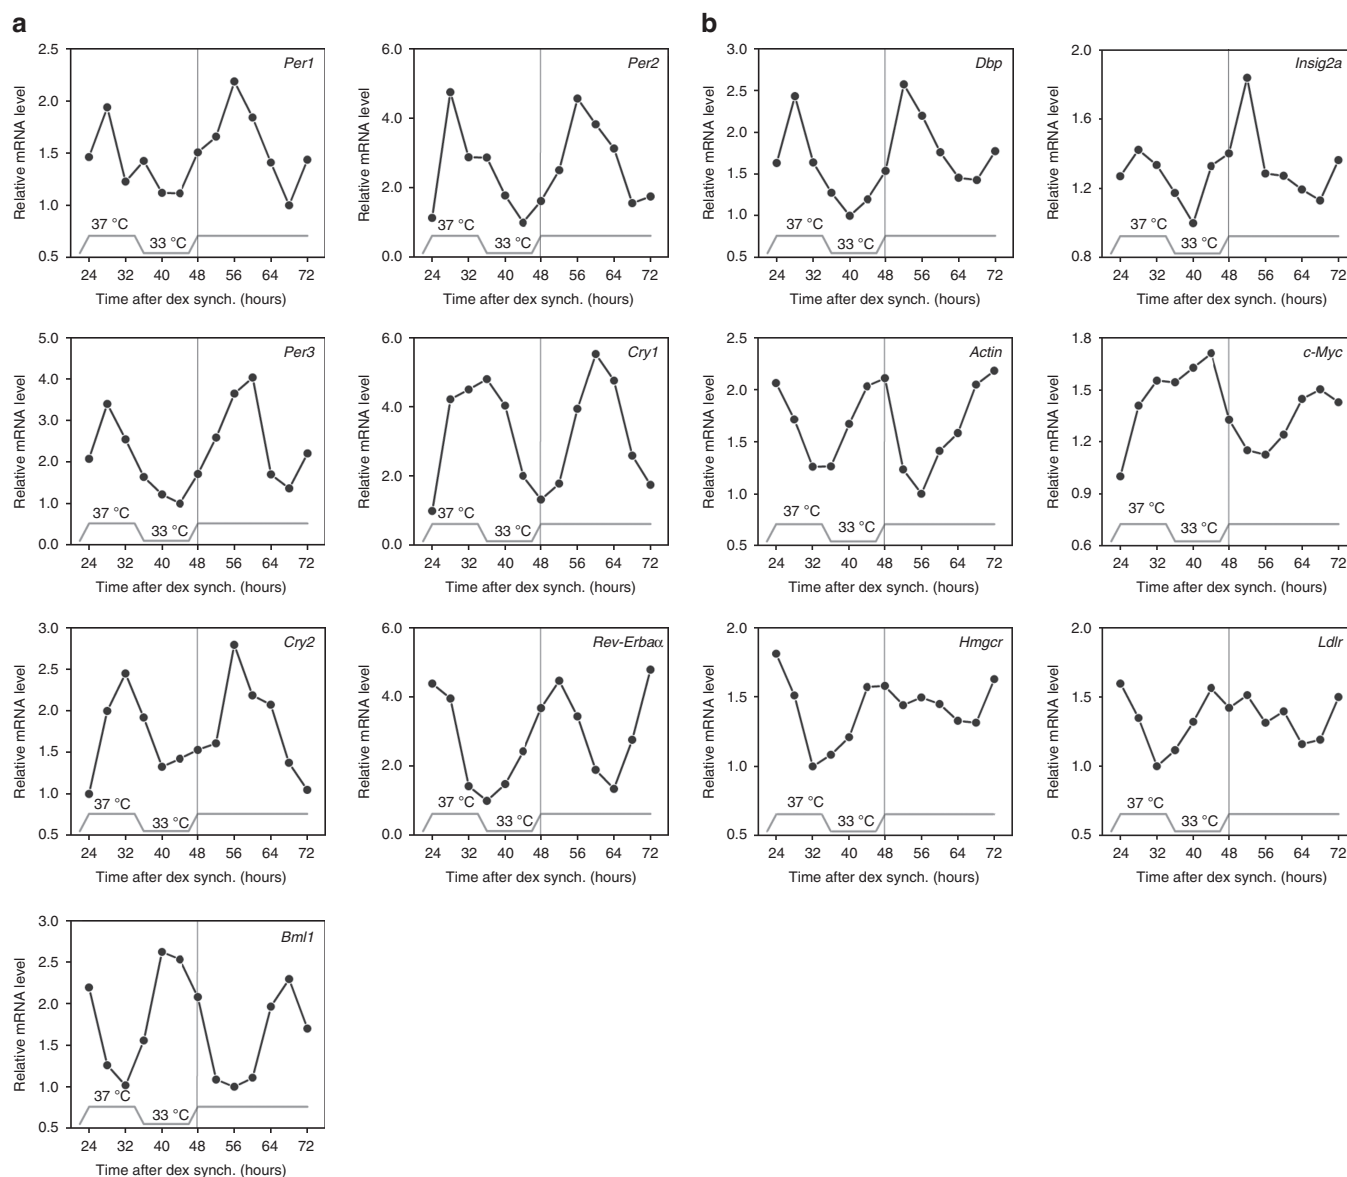 a
b
Per1
Relative mRNA level
2.5
2.0
1.5
1.0
0.5
37 °C
33 °C
24 32 40 48 56 64 72
Time after dex synch. (hours)
Per2
Relative mRNA level
6.0
4.0
2.0
0.0
37 °C
33 °C
24 32 40 48 56 64 72
Time after dex synch. (hours)
Dbp
Relative mRNA level
3.0
2.5
2.0
1.5
1.0
0.5
37 °C
33 °C
24 32 40 48 56 64 72
Time after dex synch. (hours)
Insig2a
Relative mRNA level
2.0
1.6
1.2
0.8
37 °C
33 °C
24 32 40 48 56 64 72
Time after dex synch. (hours)
Per3
Relative mRNA level
5.0
4.0
3.0
2.0
1.0
0.0
37 °C
33 °C
24 32 40 48 56 64 72
Time after dex synch. (hours)
Cry1
Relative mRNA level
6.0
4.0
2.0
0.0
37 °C
33 °C
24 32 40 48 56 64 72
Time after dex synch. (hours)
Actin
Relative mRNA level
2.5
2.0
1.5
1.0
0.5
37 °C
33 °C
24 32 40 48 56 64 72
Time after dex synch. (hours)
c-Myc
Relative mRNA level
1.8
1.5
1.2
0.9
0.6
37 °C
33 °C
24 32 40 48 56 64 72
Time after dex synch. (hours)
Cry2
Relative mRNA level
3.0
2.5
2.0
1.5
1.0
0.5
37 °C
33 °C
24 32 40 48 56 64 72
Time after dex synch. (hours)
Rev-Erbaα
Relative mRNA level
6.0
4.0
2.0
0.0
37 °C
33 °C
24 32 40 48 56 64 72
Time after dex synch. (hours)
Hmgcr
Relative mRNA level
2.0
1.5
1.0
0.5
37 °C
33 °C
24 32 40 48 56 64 72
Time after dex synch. (hours)
Ldlr
Relative mRNA level
2.0
1.5
1.0
0.5
37 °C
33 °C
24 32 40 48 56 64 72
Time after dex synch. (hours)
Bml1
Relative mRNA level
3.0
2.5
2.0
1.5
1.0
0.5
37 °C
33 °C
24 32 40 48 56 64 72
Time after dex synch. (hours)